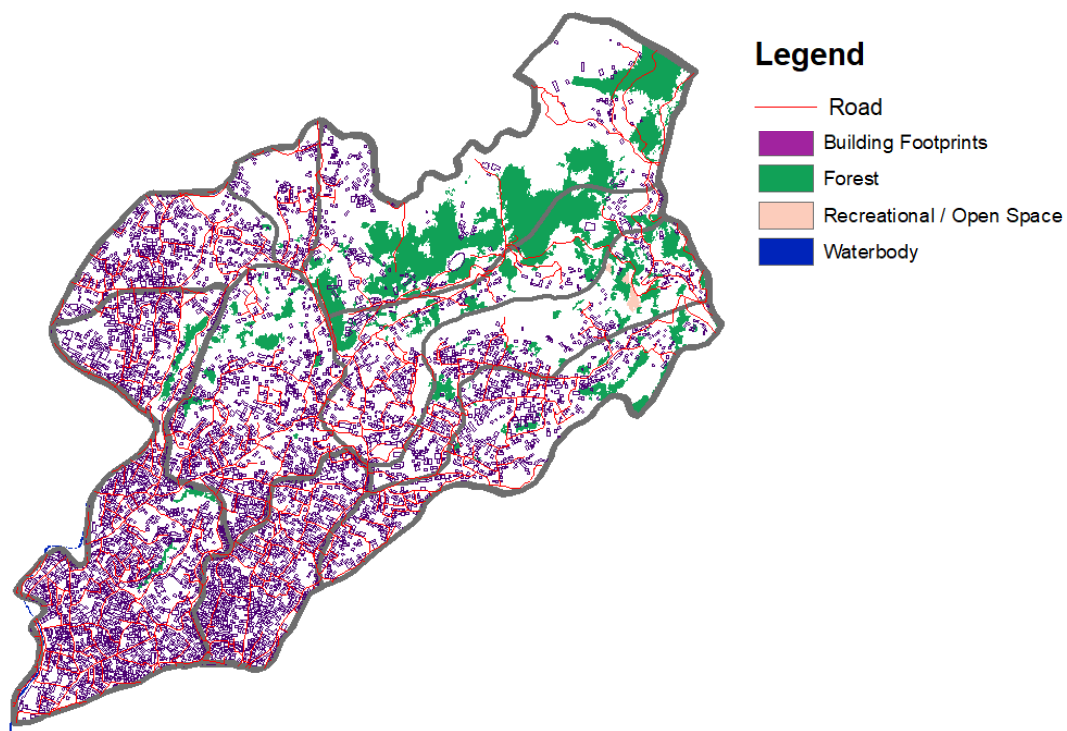 Legend
Road
Building Footprints
Forest
Recreational / Open Space
Waterbody